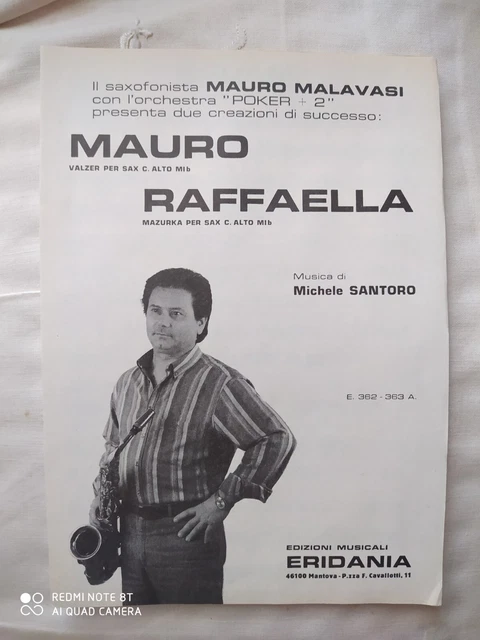 Il saxofonista MAURO MALAVASI
con l'orchestra "POKER + 2"
presenta due creazioni di successo:
MAURO
VALZER PER SAX C. ALTO MIb
RAFFAELLA
MAZURKA PER SAX C. ALTO MIb
Musica di
Michele SANTORO
E. 362 - 363 A.
EDIZIONI MUSICALI
ERIDANIA
46100 Mantova - P.zza F. Cavallotti, 11
REDMI NOTE 8T
AI QUAD CAMERA